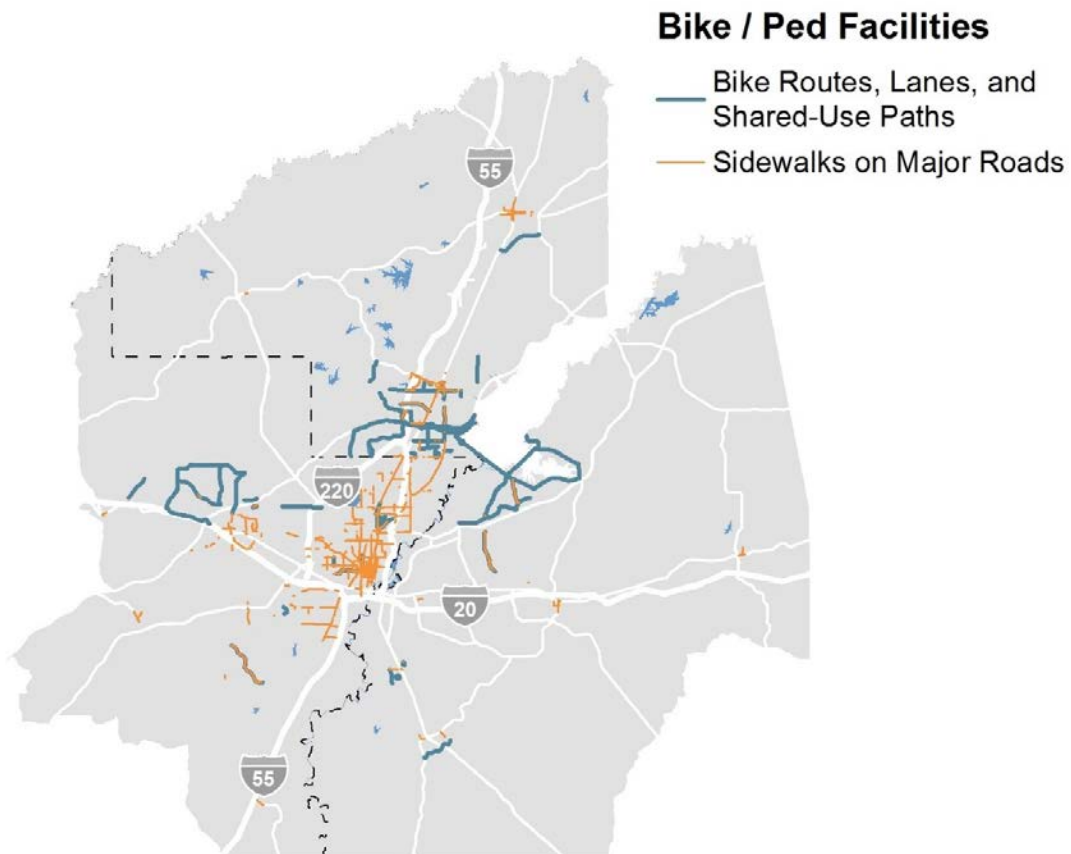 Bike / Ped Facilities
Bike Routes, Lanes, and
Shared-Use Paths
Sidewalks on Major Roads
55
220
20
55